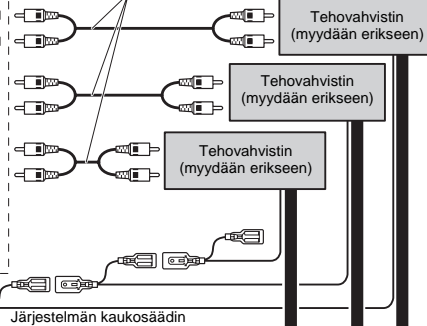 Tehovahvistin
(myydään erikseen)
Tehovahvistin
(myydään erikseen)
Tehovahvistin
(myydään erikseen)
Järjestelmän kaukosäädin